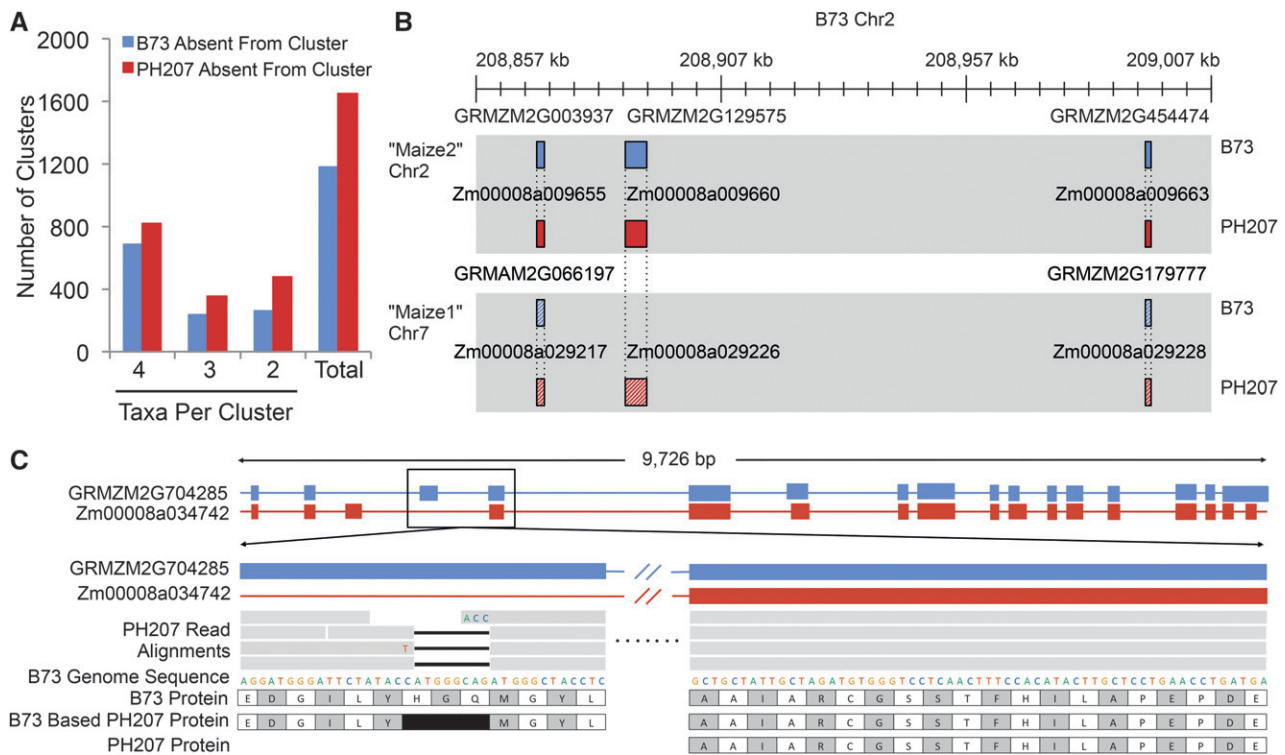 A
2000
1600
1200
800
400
0
Number of Clusters
B73 Absent From Cluster
PH207 Absent From Cluster
4 3 2 Total
Taxa Per Cluster
B
B73 Chr2
208,857 kb 208,907 kb 208,957 kb 209,007 kb
GRMZM2G003937 GRMZM2G129575 GRMZM2G454474
"Maize2"
Chr2
B73
Zm00008a009655 Zm00008a009660 Zm00008a009663
PH207
GRMAM2G066197 GRMZM2G179777
"Maize1"
Chr7
B73
Zm00008a029217 Zm00008a029226 Zm00008a029228
PH207
C
9,726 bp
GRMZM2G704285
Zm00008a034742
GRMZM2G704285
Zm00008a034742
A C C
PH207 Read
Alignments
T
B73 Genome Sequence
AGGATGGGATTCTATACCATGGGCAGATGGGCTACCTC GCTGCTATTGCTAGATGTGGGTCCTCAACTTTCCACATACTTGCTCCTGAACCTGATGA
B73 Protein E D G I L Y H G Q M G Y L A A I A R C G S S T F H I L A P E P D E
B73 Based PH207 Protein E D G I L Y M G Y L A A I A R C G S S T F H I L A P E P D E
PH207 Protein A A I A R C G S S T F H I L A P E P D E